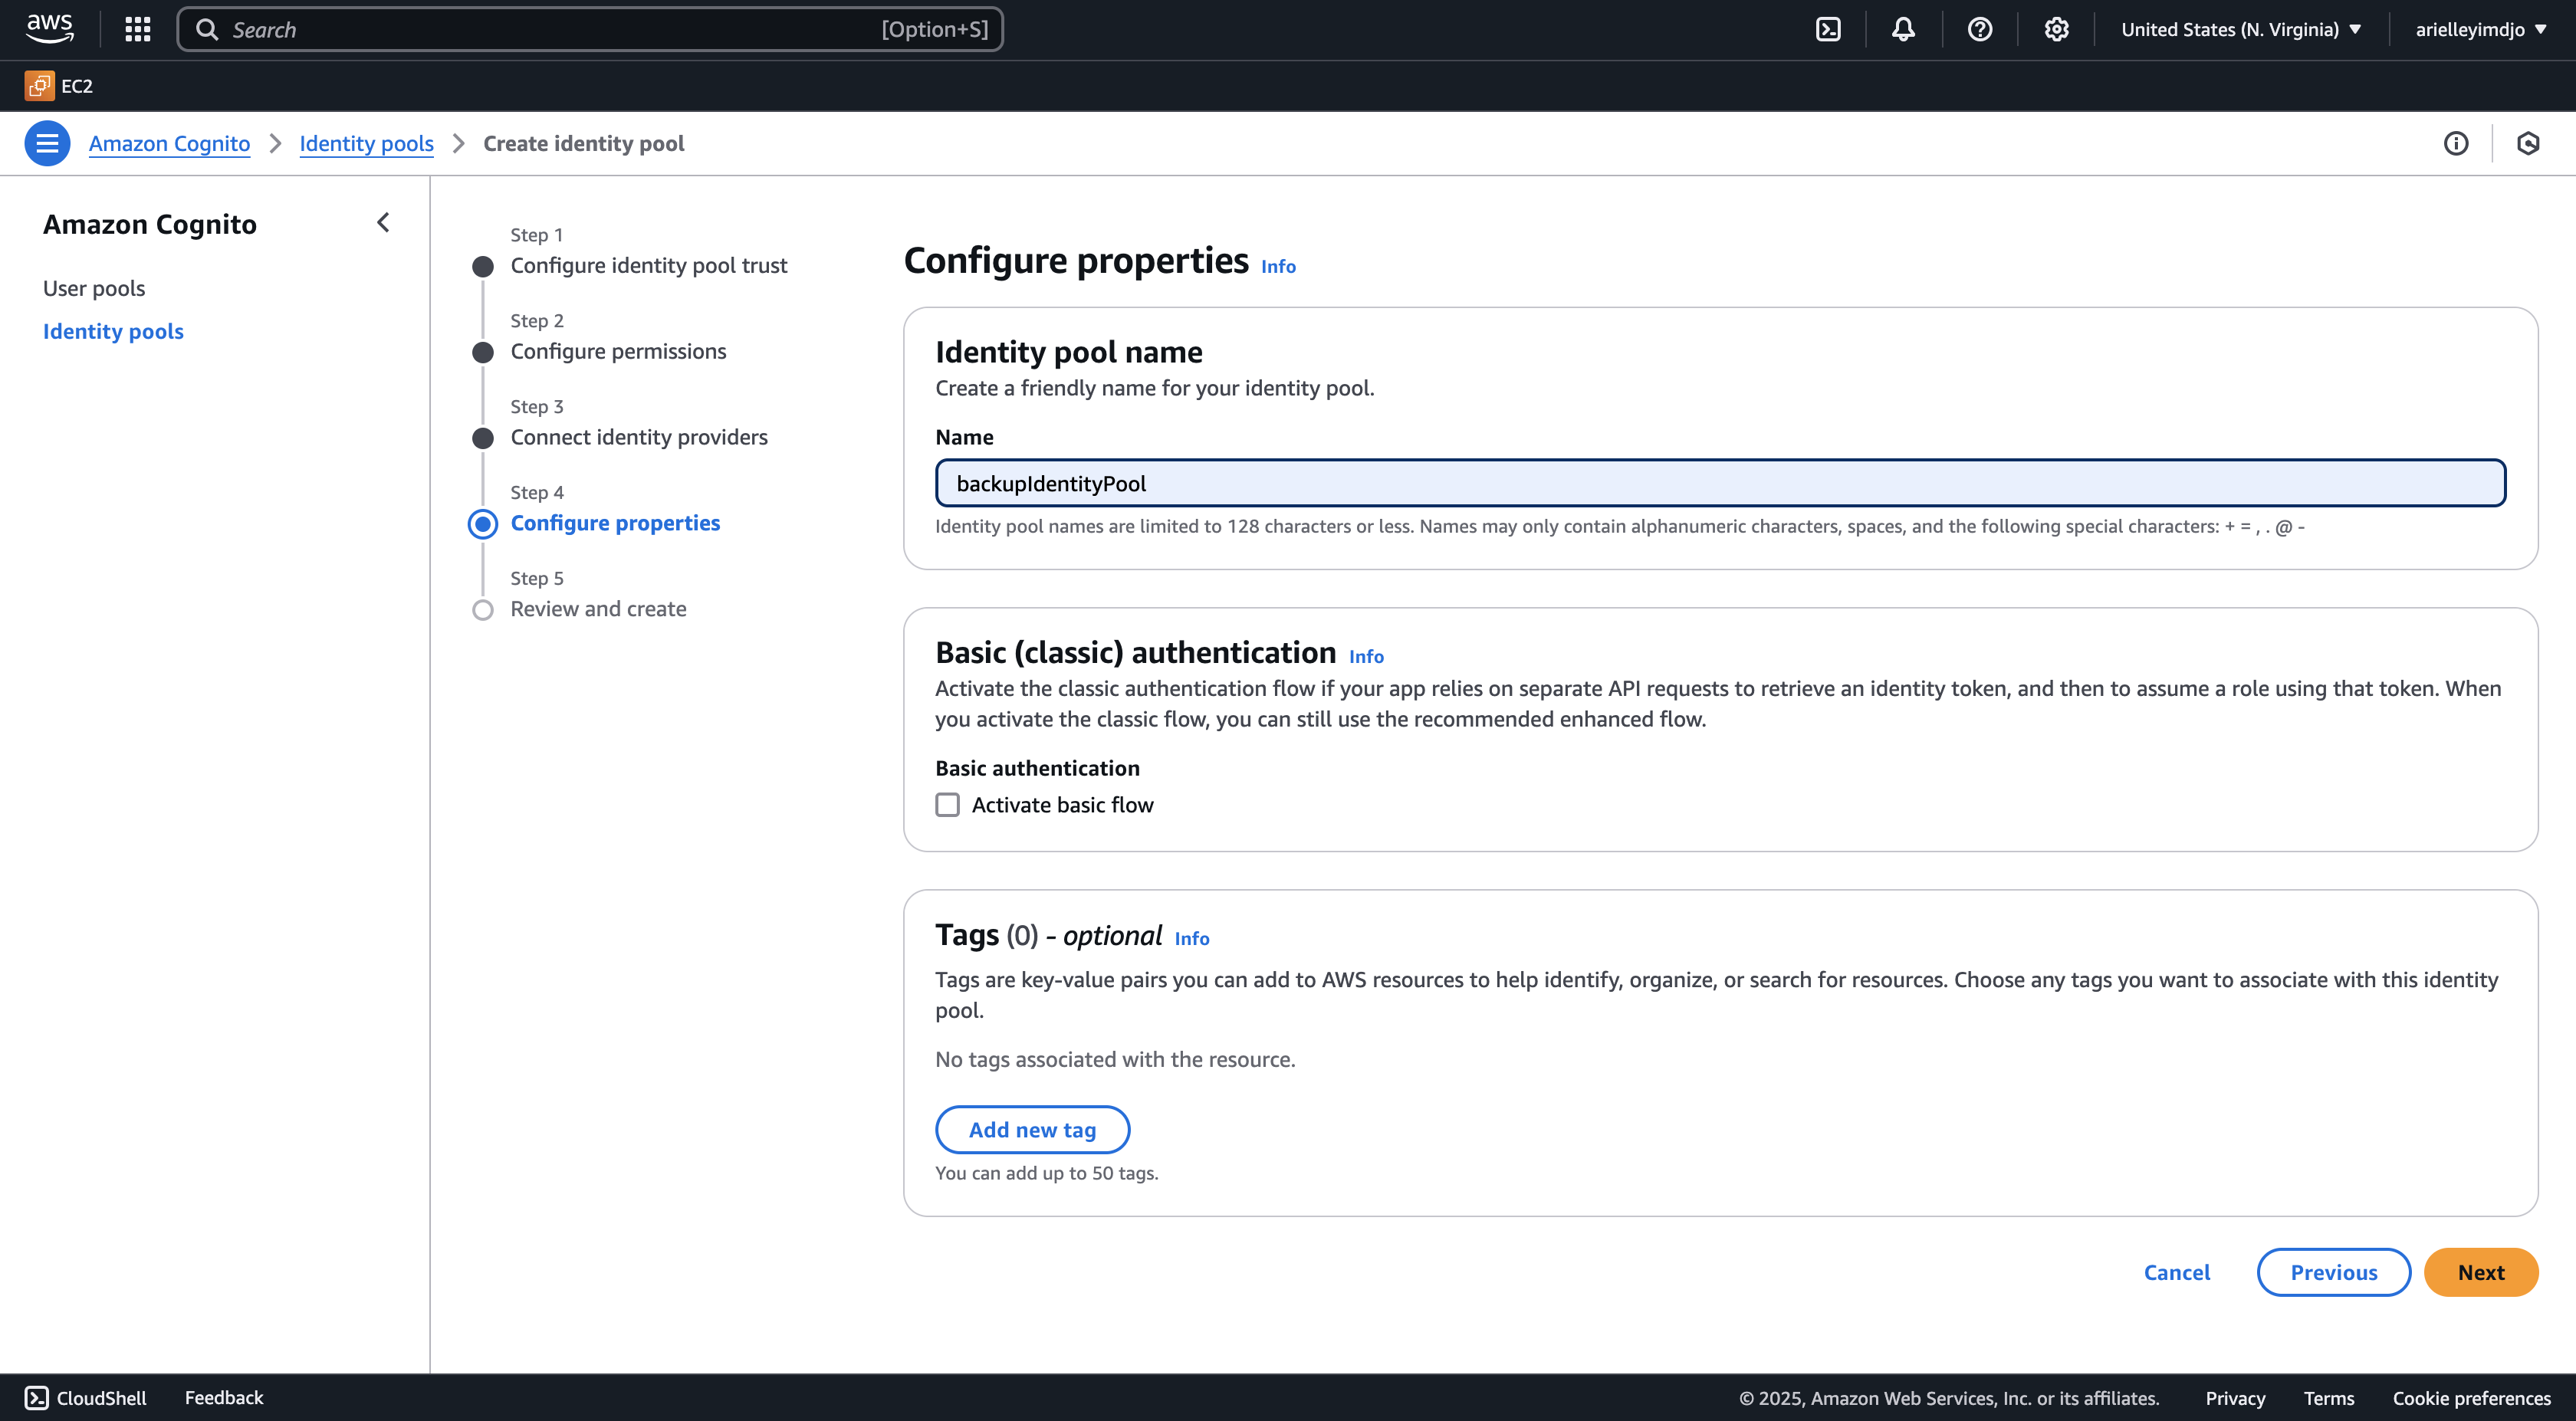 aws
Search
[Option+S]
United States (N. Virginia)
arielleyimdjo
EC2
Amazon Cognito
Identity pools
Create identity pool
Amazon Cognito
User pools
Identity pools
Step 1
Configure identity pool trust
Step 2
Configure permissions
Step 3
Connect identity providers
Step 4
Configure properties
Step 5
Review and create
Configure properties Info
Identity pool name
Create a friendly name for your identity pool.
Name
backupIdentityPool
Identity pool names are limited to 128 characters or less. Names may only contain alphanumeric characters, spaces, and the following special characters: + = , . @ -
Basic (classic) authentication Info
Activate the classic authentication flow if your app relies on separate API requests to retrieve an identity token, and then to assume a role using that token. When
you activate the classic flow, you can still use the recommended enhanced flow.
Basic authentication
Activate basic flow
Tags (0) - optional Info
Tags are key-value pairs you can add to AWS resources to help identify, organize, or search for resources. Choose any tags you want to associate with this identity
pool.
No tags associated with the resource.
Add new tag
You can add up to 50 tags.
Cancel
Previous
Next
CloudShell
Feedback
© 2025, Amazon Web Services, Inc. or its affiliates.
Privacy
Terms
Cookie preferences